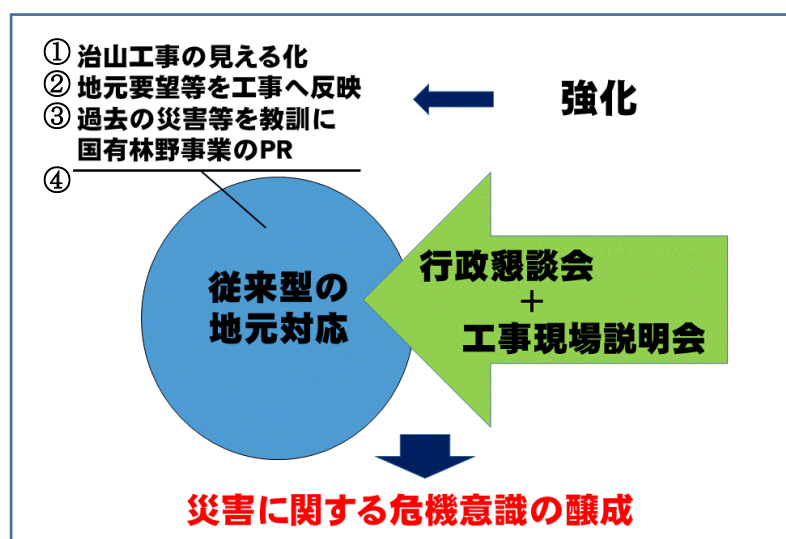 ① 治山工事の見える化
② 地元要望等を工事へ反映
③ 過去の災害等を教訓に
国有林野事業のPR
④
強化
従来型の
地元対応
行政懇談会
+
工事現場説明会
災害に関する危機意識の醸成